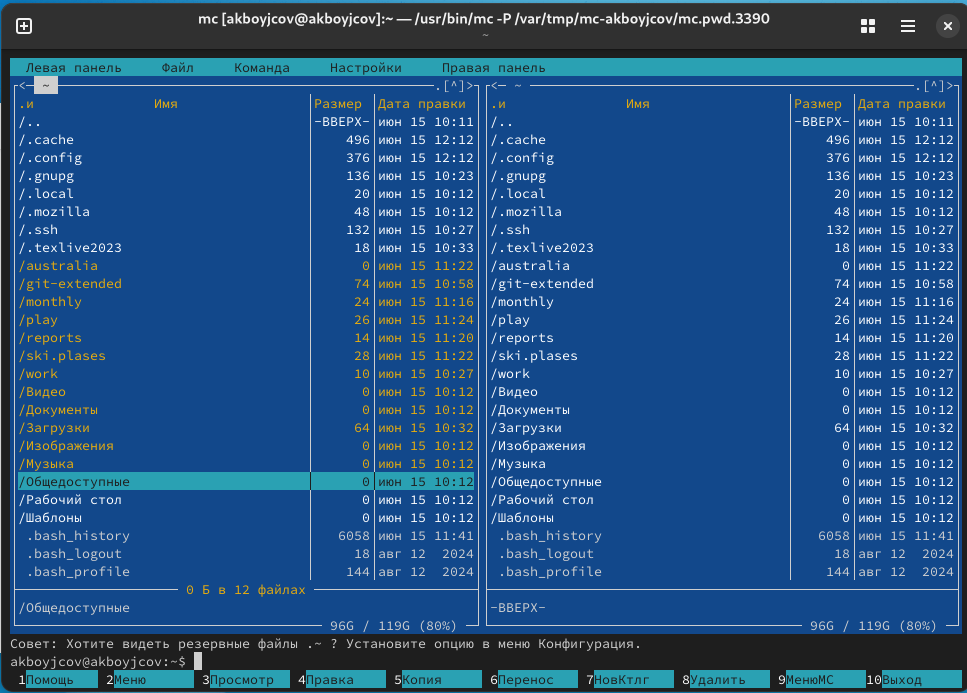 mc [akboyjcov@akboyjcov]:~ — /usr/bin/mc -P /var/tmp/mc-akboyjcov/mc.pwd.3390
~
Левая панель Файл Команда Настройки Правая панель
<— ~ .[^]> <— ~ .[^]>
.и Имя Размер Дата правки .и Имя Размер Дата правки
/.. -ВВЕРХ- июн 15 10:11 /.. -ВВЕРХ- июн 15 10:11
/.cache 496 июн 15 12:12 /.cache 496 июн 15 12:12
/.config 376 июн 15 12:12 /.config 376 июн 15 12:12
/.gnupg 136 июн 15 10:23 /.gnupg 136 июн 15 10:23
/.local 20 июн 15 10:12 /.local 20 июн 15 10:12
/.mozilla 48 июн 15 10:12 /.mozilla 48 июн 15 10:12
/.ssh 132 июн 15 10:27 /.ssh 132 июн 15 10:27
/.texlive2023 18 июн 15 10:33 /.texlive2023 18 июн 15 10:33
/australia 0 июн 15 11:22 /australia 0 июн 15 11:22
/git-extended 74 июн 15 10:58 /git-extended 74 июн 15 10:58
/monthly 24 июн 15 11:16 /monthly 24 июн 15 11:16
/play 26 июн 15 11:24 /play 26 июн 15 11:24
/reports 14 июн 15 11:20 /reports 14 июн 15 11:20
/ski.plases 28 июн 15 11:22 /ski.plases 28 июн 15 11:22
/work 10 июн 15 10:27 /work 10 июн 15 10:27
/Видео 0 июн 15 10:12 /Видео 0 июн 15 10:12
/Документы 0 июн 15 10:12 /Документы 0 июн 15 10:12
/Загрузки 64 июн 15 10:32 /Загрузки 64 июн 15 10:32
/Изображения 0 июн 15 10:12 /Изображения 0 июн 15 10:12
/Музыка 0 июн 15 10:12 /Музыка 0 июн 15 10:12
/Общедоступные 0 июн 15 10:12 /Общедоступные 0 июн 15 10:12
/Рабочий стол 0 июн 15 10:12 /Рабочий стол 0 июн 15 10:12
/Шаблоны 0 июн 15 10:12 /Шаблоны 0 июн 15 10:12
.bash_history 6058 июн 15 11:41 .bash_history 6058 июн 15 11:41
.bash_logout 18 авг 12 2024 .bash_logout 18 авг 12 2024
.bash_profile 144 авг 12 2024 .bash_profile 144 авг 12 2024
0 Б в 12 файлах
/Общедоступные -ВВЕРХ-
96G / 119G (80%) 96G / 119G (80%)
Совет: Хотите видеть резервные файлы .~ ? Установите опцию в меню Конфигурация.
akboyjcov@akboyjcov:~$
1Помощь 2Меню 3Просмотр 4Правка 5Копия 6Перенос 7НовКтлг 8Удалить 9МенюMC 10Выход